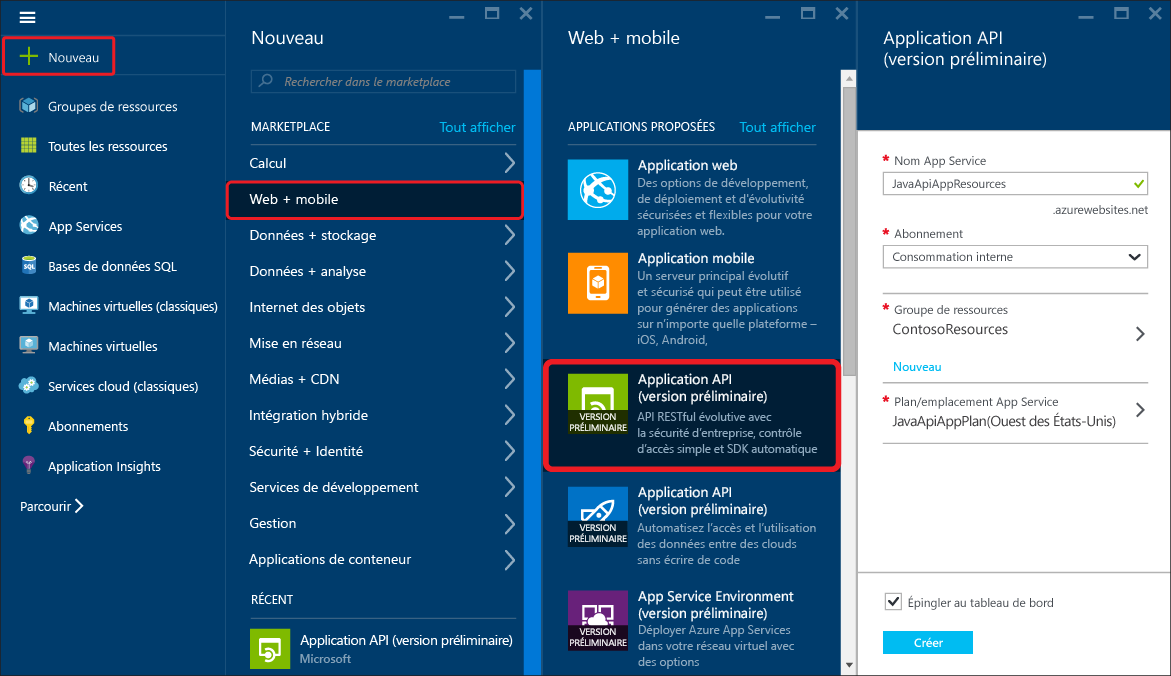 Nouveau
Groupes de ressources
Toutes les ressources
Récent
App Services
SQL
Bases de données SQL
Machines virtuelles (classiques)
Machines virtuelles
Services cloud (classiques)
Abonnements
Application Insights
Parcourir
Nouveau
Rechercher dans le marketplace
MARKETPLACE
Tout afficher
Calcul
Web + mobile
Données + stockage
Données + analyse
Internet des objets
Mise en réseau
Médias + CDN
Intégration hybride
Sécurité + Identité
Services de développement
Gestion
Applications de conteneur
RÉCENT
Application API (version préliminaire)
Microsoft
Web + mobile
APPLICATIONS PROPOSÉES
Tout afficher
Application web
Des options de développement,
de déploiement et d'évolutivité
sécurisées et flexibles pour votre
application web.
Application mobile
Un serveur principal évolutif
et sécurisé qui peut être utilisé
pour générer des applications
sur n'importe quelle plateforme –
iOS, Android,
VERSION
PRÉLIMINAIRE
Application API
(version préliminaire)
API RESTful évolutive avec
la sécurité d'entreprise, contrôle
d'accès simple et SDK automatique
VERSION
PRÉLIMINAIRE
Application API
(version préliminaire)
Automatisez l'accès et l'utilisation
des données entre des clouds
sans écrire de code
VERSION
PRÉLIMINAIRE
App Service Environment
(version préliminaire)
Déployer Azure App Services
dans votre réseau virtuel avec
des options
Application API
(version préliminaire)
* Nom App Service
JavaApiAppResources
.azurewebsites.net
* Abonnement
Consommation interne
* Groupe de ressources
ContosoResources
Nouveau
* Plan/emplacement App Service
JavaApiAppPlan(Ouest des États-Unis)
Épingler au tableau de bord
Créer